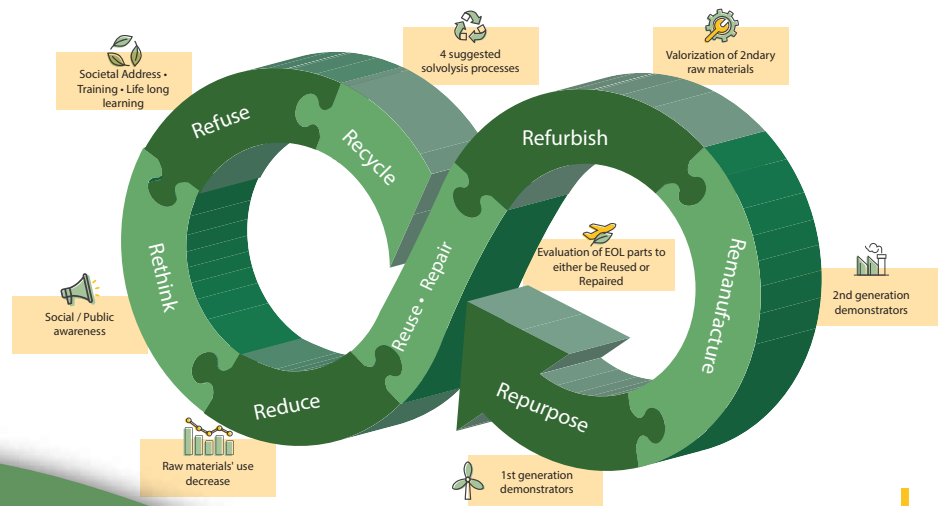 Societal Address •
Training • Life long
learning
4 suggested
solvolysis processes
Valorization of 2ndary
raw materials
Refuse
Recycle
Refurbish
Rethink
Reuse • Repair
Evaluation of EOL parts to
either be Reused or
Repaired
Remanufacture
2nd generation
demonstrators
Social / Public
awareness
Reduce
Repurpose
Raw materials' use
decrease
1st generation
demonstrators